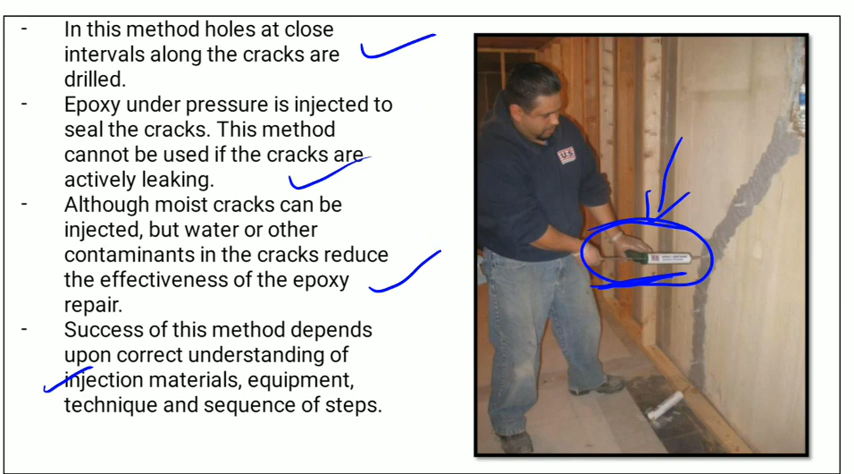 - In this method holes at close
intervals along the cracks are
drilled.
- Epoxy under pressure is injected to
seal the cracks. This method
cannot be used if the cracks are
actively leaking.
- Although moist cracks can be
injected, but water or other
contaminants in the cracks reduce
the effectiveness of the epoxy
repair.
- Success of this method depends
upon correct understanding of
injection materials, equipment,
technique and sequence of steps.
U.S